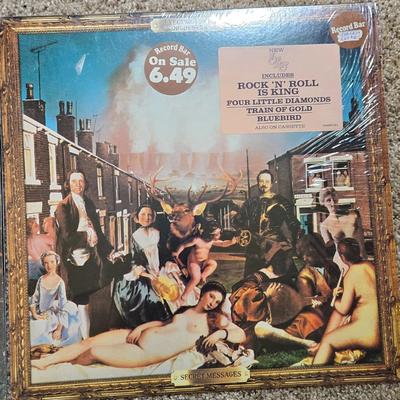 Record Bar
On Sale
6.49
NEW
INCLUDES
ROCK 'N' ROLL
IS KING
FOUR LITTLE DIAMONDS
TRAIN OF GOLD
BLUEBIRD
ALSO ON CASSETTE
Record Bar
SECRET MESSAGES